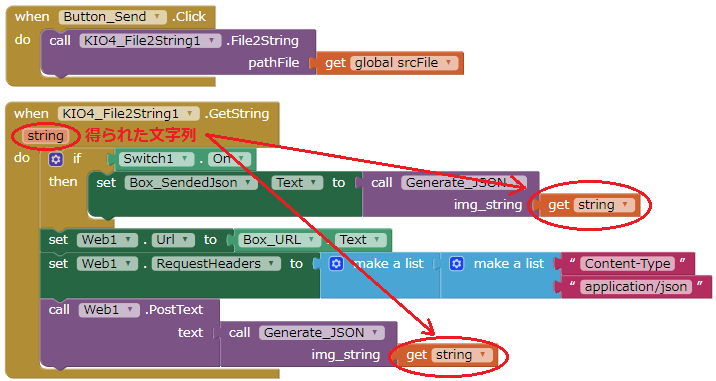 when Button_Send .Click
do call KIO4_File2String1 .File2String
pathFile get global srcFile
when KIO4_File2String1 .GetString
string 得られた文字列
do if Switch1 . On
then set Box_SendedJson . Text to call Generate_JSON
img_string get string
set Web1 . Url to Box_URL . Text
set Web1 . RequestHeaders to make a list make a list “ Content-Type ”
“ application/json ”
call Web1 .PostText
text call Generate_JSON
img_string get string